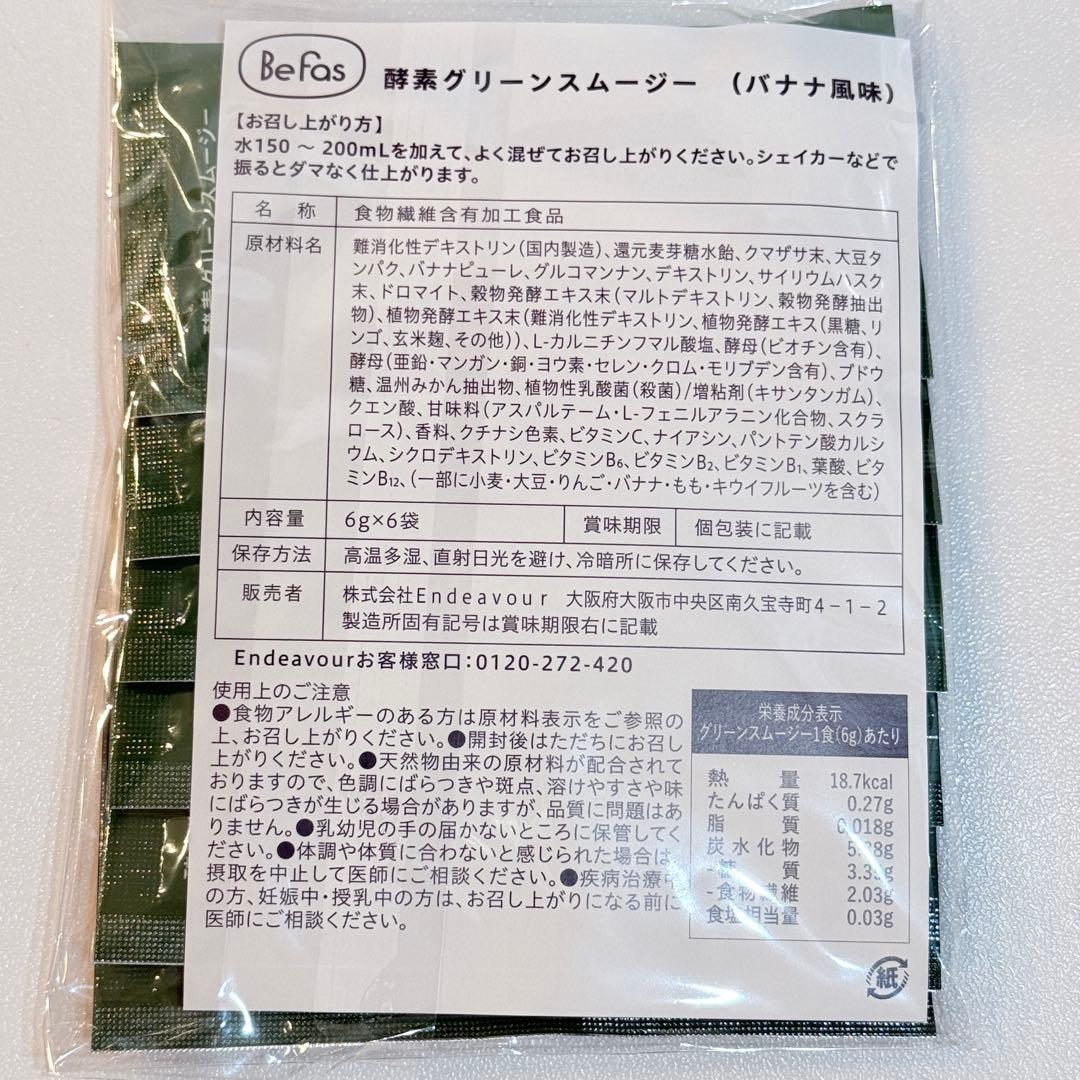 BeFas
酵素グリーンスムージー （バナナ風味）
【お召し上がり方】
水150 ～ 200mLを加えて、よく混ぜてお召し上がりください。シェイカーなどで
振るとダマなく仕上がります。
名 称 食物繊維含有加工食品
原材料名 難消化性デキストリン（国内製造）、還元麦芽糖水飴、クマザサ末、大豆タ
ンパク、バナナピューレ、グルコマンナン、デキストリン、サイリウムハスク
末、ドロマイト、穀物発酵エキス末（マルトデキストリン、穀物発酵抽出
物）、植物発酵エキス末（難消化性デキストリン、植物発酵エキス（黒糖、リ
ンゴ、玄米麹、その他））、L-カルニチンフマル酸塩、酵母（ビオチン含有）、
酵母（亜鉛・マンガン・銅・ヨウ素・セレン・クロム・モリブデン含有）、ブドウ
糖、温州みかん抽出物、植物性乳酸菌（殺菌）/増粘剤（キサンタンガム）、
クエン酸、甘味料（アスパルテーム・L-フェニルアラニン化合物、スクラ
ロース）、香料、クチナシ色素、ビタミンC、ナイアシン、パントテン酸カルシ
ウム、シクロデキストリン、ビタミンB₆、ビタミンB₂、ビタミンB₁、葉酸、ビタ
ミンB₁₂、（一部に小麦・大豆・りんご・バナナ・もも・キウイフルーツを含む）
内容量 6g×6袋 賞味期限 個包装に記載
保存方法 高温多湿、直射日光を避け、冷暗所に保存してください。
販売者 株式会社Endeavour 大阪府大阪市中央区南久宝寺町4－1－2
製造所固有記号は賞味期限右に記載
Endeavourお客様窓口：0120-272-420
使用上のご注意
●食物アレルギーのある方は原材料表示をご参照の
上、お召し上がりください。●開封後はただちにお召し
上がりください。●天然物由来の原材料が配合されて
おりますので、色調にばらつきや斑点、溶けやすさや味
にばらつきが生じる場合がありますが、品質に問題はあ
りません。●乳幼児の手の届かないところに保管してく
ださい。●体調や体質に合わないと感じられた場合は、
摂取を中止して医師にご相談ください。●疾病治療中
の方、妊娠中・授乳中の方は、お召し上がりになる前に
医師にご相談ください。
栄養成分表示
グリーンスムージー1食（6g）あたり
熱 量 18.7kcal
たんぱく質 0.27g
脂 質 0.018g
炭水化物
-糖 質
-食物繊維 2.03g
食塩相当量 0.03g
紙